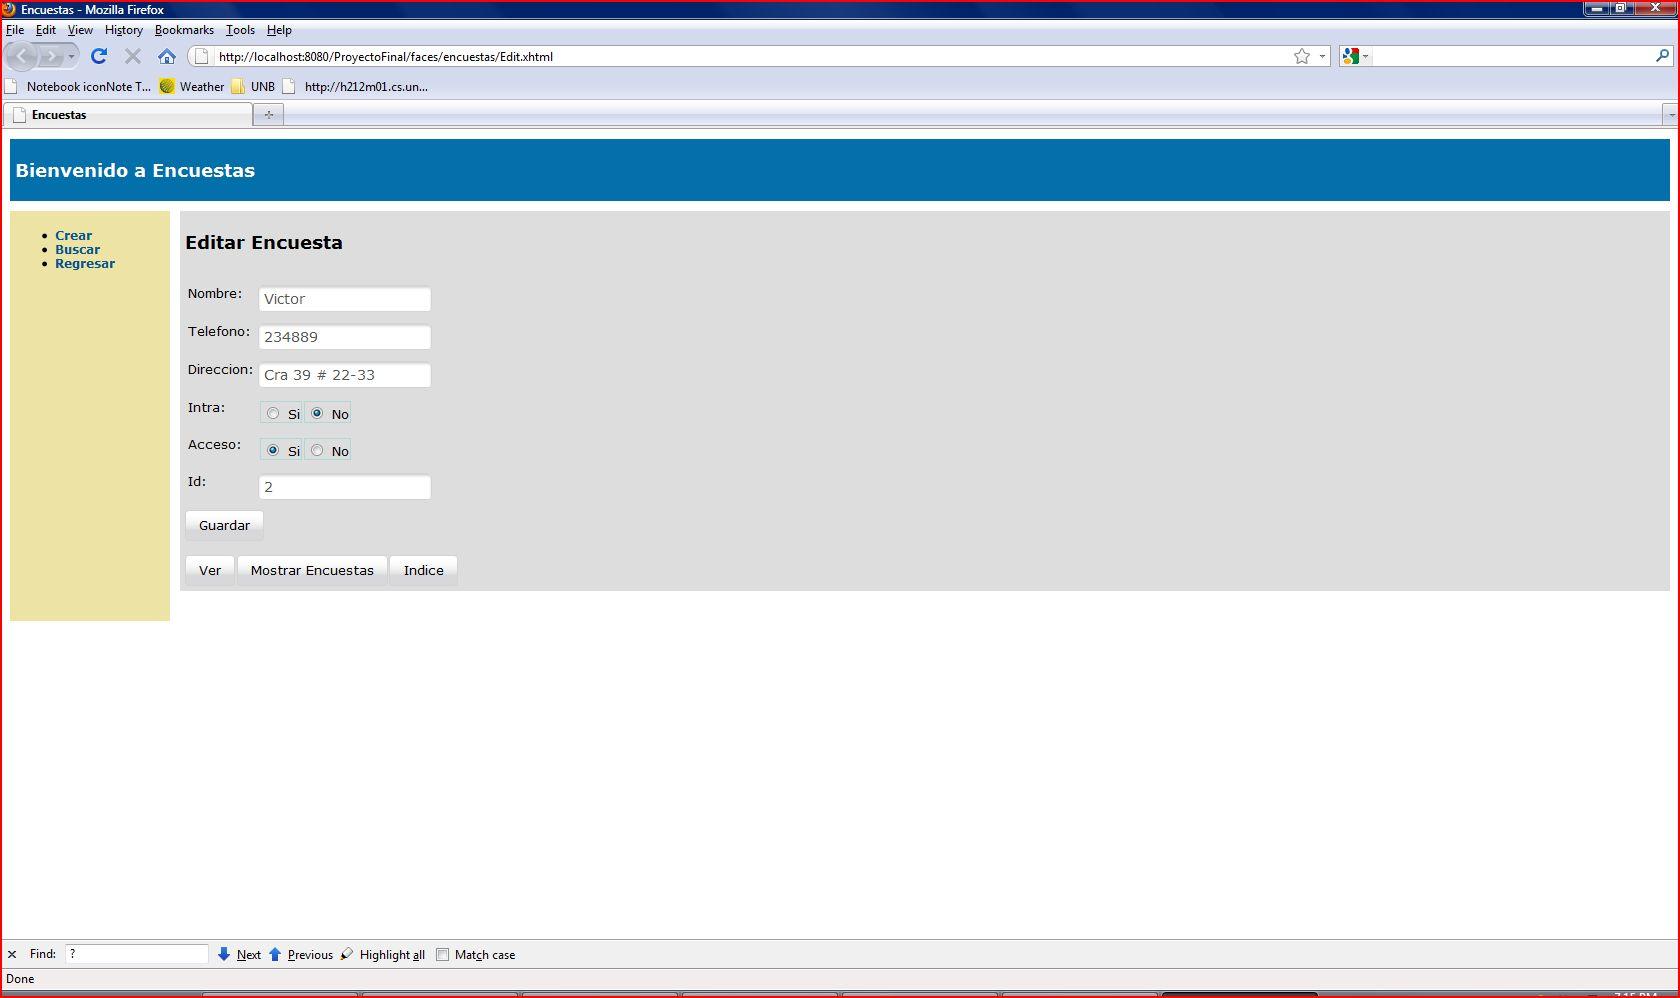 Encuestas - Mozilla Firefox
File Edit View History Bookmarks Tools Help
http://localhost:8080/ProyectoFinal/faces/encuestas/Edit.xhtml
Notebook iconNote T... Weather UNB http://h212m01.cs.un...
Encuestas
Bienvenido a Encuestas
Crear
Buscar
Regresar
Editar Encuesta
Nombre: Victor
Telefono: 234889
Direccion: Cra 39 # 22-33
Intra: Si No
Acceso: Si No
Id: 2
Guardar
Ver Mostrar Encuestas Indice
Find: ? Next Previous Highlight all Match case
Done